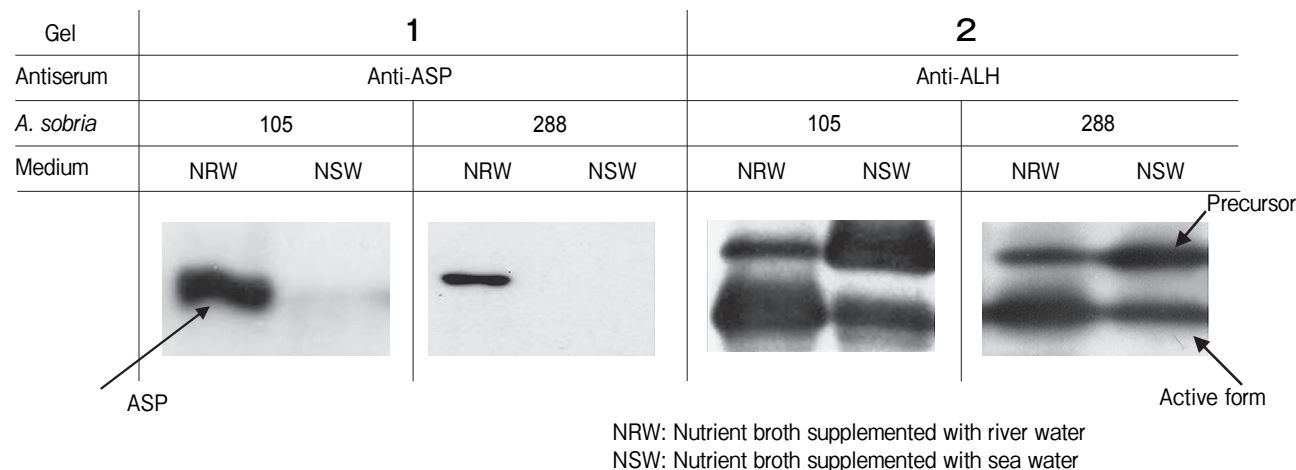 Gel 1 2
Antiserum Anti-ASP Anti-ALH
A. sobria 105 288 105 288
Medium NRW NSW NRW NSW NRW NSW NRW NSW
Precursor
ASP
Active form
NRW: Nutrient broth supplemented with river water
NSW: Nutrient broth supplemented with sea water